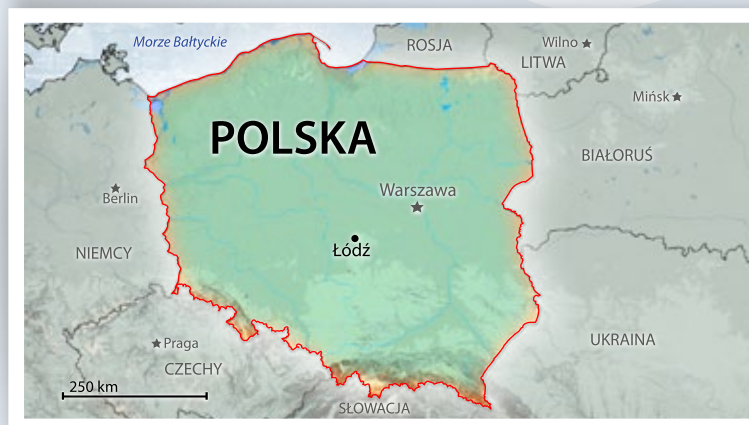 Morze Bałtyckie
ROSJA
Wilno
LITWA
Mińsk
POLSKA
BIAŁORUŚ
Berlin
Warszawa
Łódź
NIEMCY
Praga
UKRAINA
CZECHY
250 km
SŁOWACJA